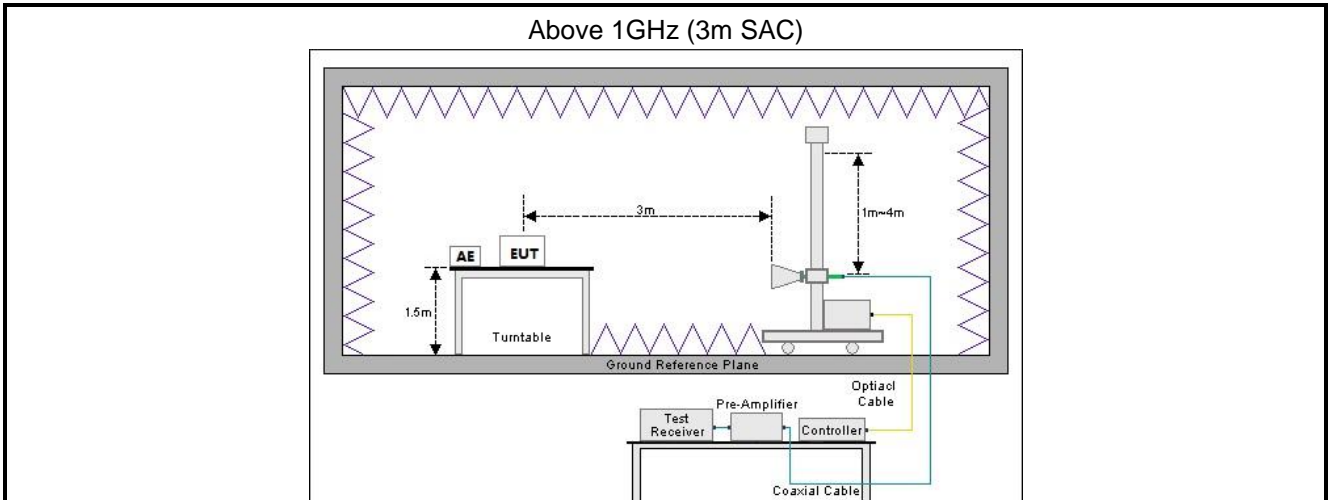 Above 1GHz (3m SAC)
3m
1m~4m
AE
EUT
1.5m
Turntable
Ground Reference Plane
Optiacl
Cable
Pre-Amplifier
Test
Receiver
Controller
Coaxial Cable